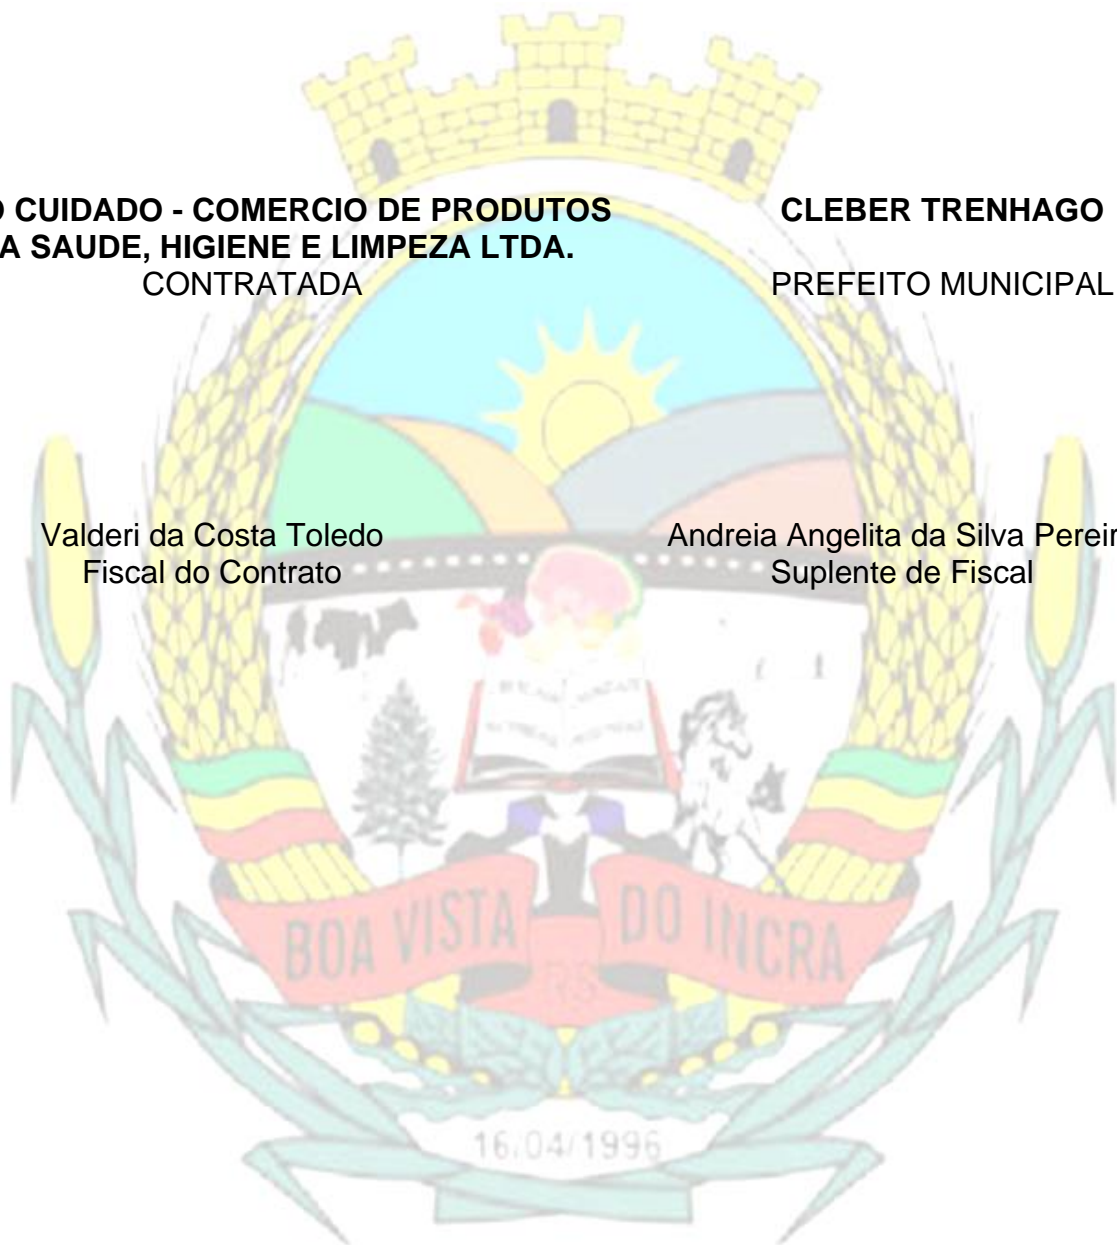 O CUIDADO - COMERCIO DE PRODUTOS
A SAUDE, HIGIENE E LIMPEZA LTDA.
CONTRATADA
CLEBER TRENHAGO
PREFEITO MUNICIPAL
Valderi da Costa Toledo
Fiscal do Contrato
Andreia Angelita da Silva Pereir
Suplente de Fiscal
BOA VISTA DO INCRA
RS
16/04/1996